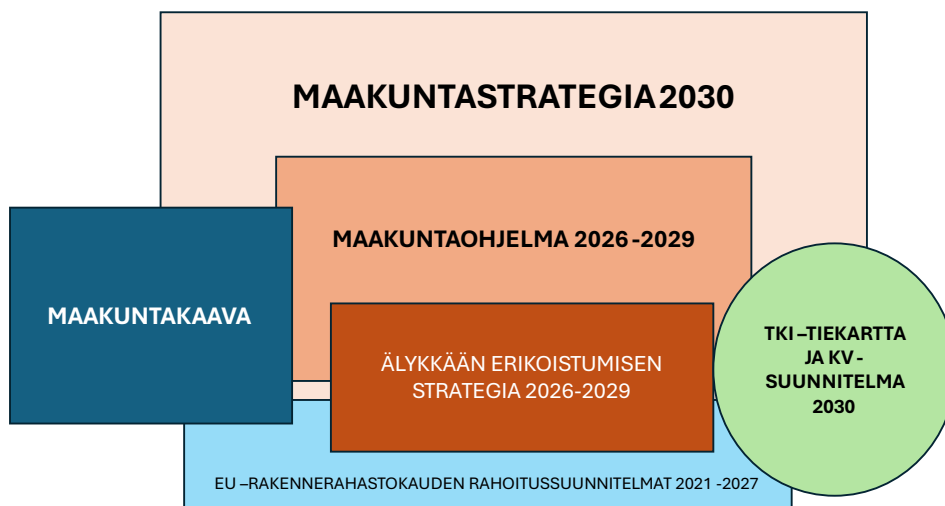 MAAKUNTASTRATEGIA 2030
MAAKUNTAOHJELMA 2026 -2029
MAAKUNTAKAAVA
ÄLYKKÄÄN ERIKOISTUMISEN
STRATEGIA 2026-2029
TKI –TIEKARTTA
JA KV -
SUUNNITELMA
2030
EU –RAKENNERAHASTOKAUDEN RAHOITUSSUUNNITELMAT 2021 -2027